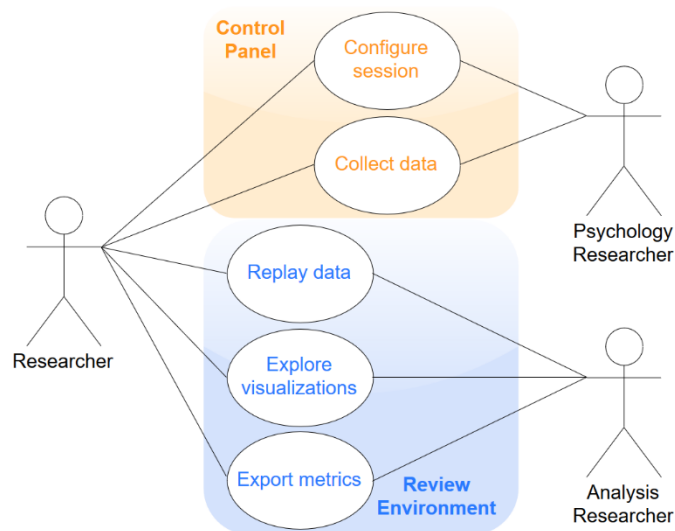 Control
Panel
Configure
session
Collect data
Psychology
Researcher
Researcher
Replay data
Explore
visualizations
Export metrics
Review
Environment
Analysis
Researcher